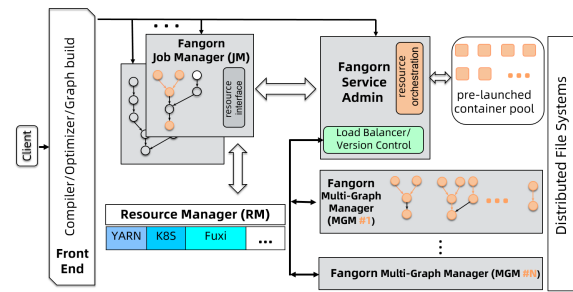 Client
Compiler/Optimizer/Graph build
Front
End
Fangorn
Job Manager (JM)
resource
interface
Fangorn
Service
Admin
resource
orchestration
Load Balancer/
Version Control
pre-launched
container pool
Distributed File Systems
Resource Manager (RM)
YARN
K8S
Fuxi
...
Fangorn
Multi-Graph
Manager
(MGM #1)
Fangorn Multi-Graph Manager (MGM #N)